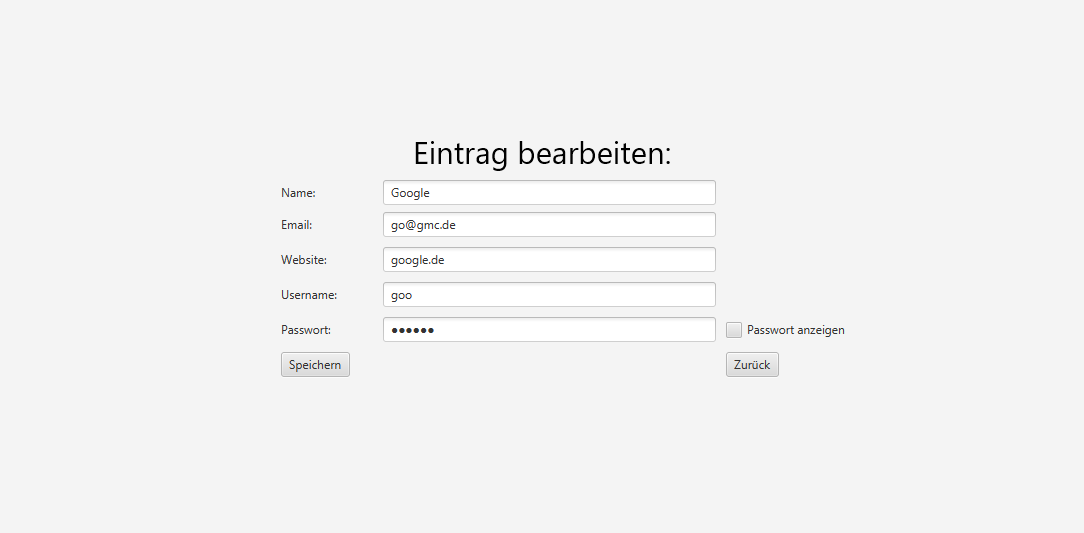 Eintrag bearbeiten:
Name: Google
Email: go@gmc.de
Website: google.de
Username: goo
Passwort: ●●●●●● Passwort anzeigen
Speichern Zurück